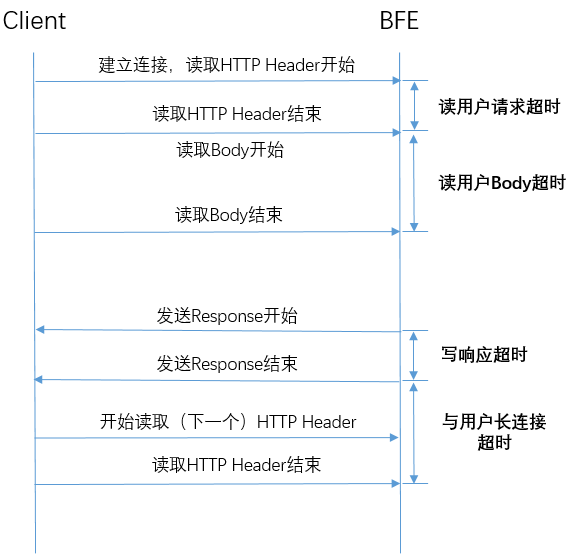 Client
BFE
建立连接，读取HTTP Header开始
读用户请求超时
读取HTTP Header结束
读取Body开始
读用户Body超时
读取Body结束
发送Response开始
写响应超时
发送Response结束
开始读取（下一个）HTTP Header
与用户长连接
超时
读取HTTP Header结束